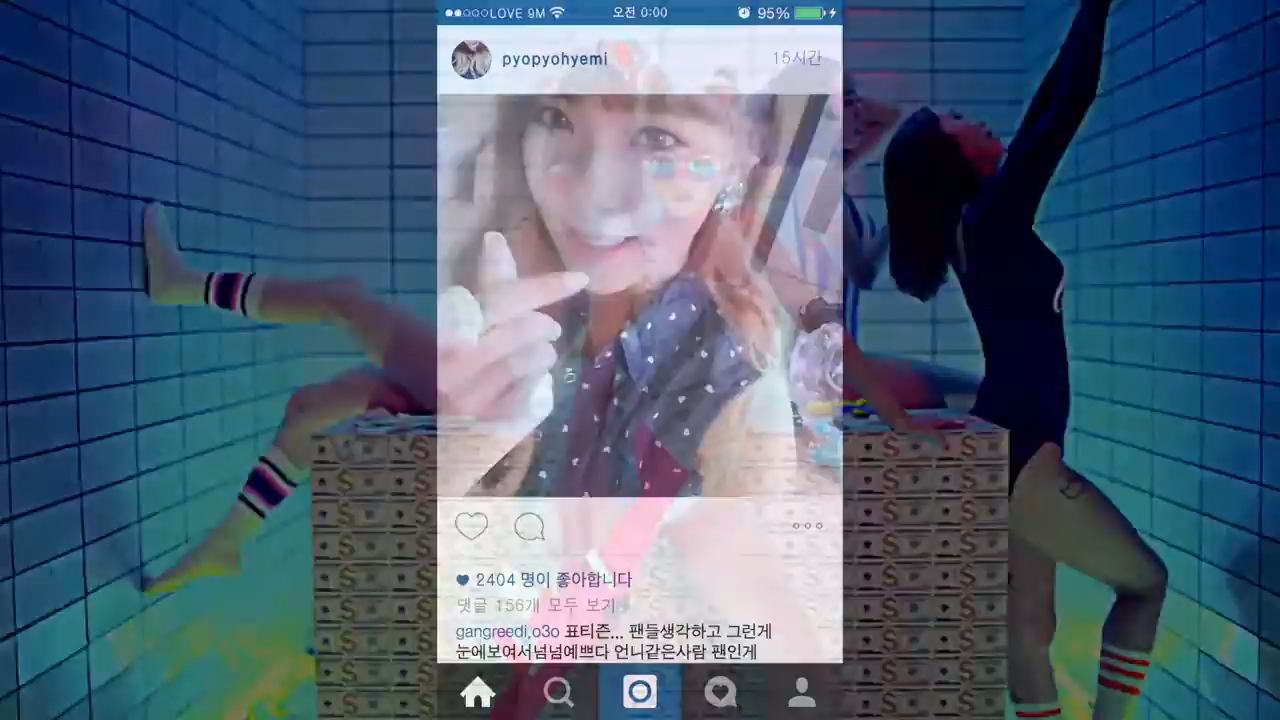 LOVE 9M 오전 0:00 95%
pyopyohyemi 15시간
2404 명이 좋아합니다
댓글 156개 모두 보기
gangreedi.o3o 표티즌... 팬들생각하고 그런게
눈에보여서넘넘예쁘다 언니같은사람 팬인게